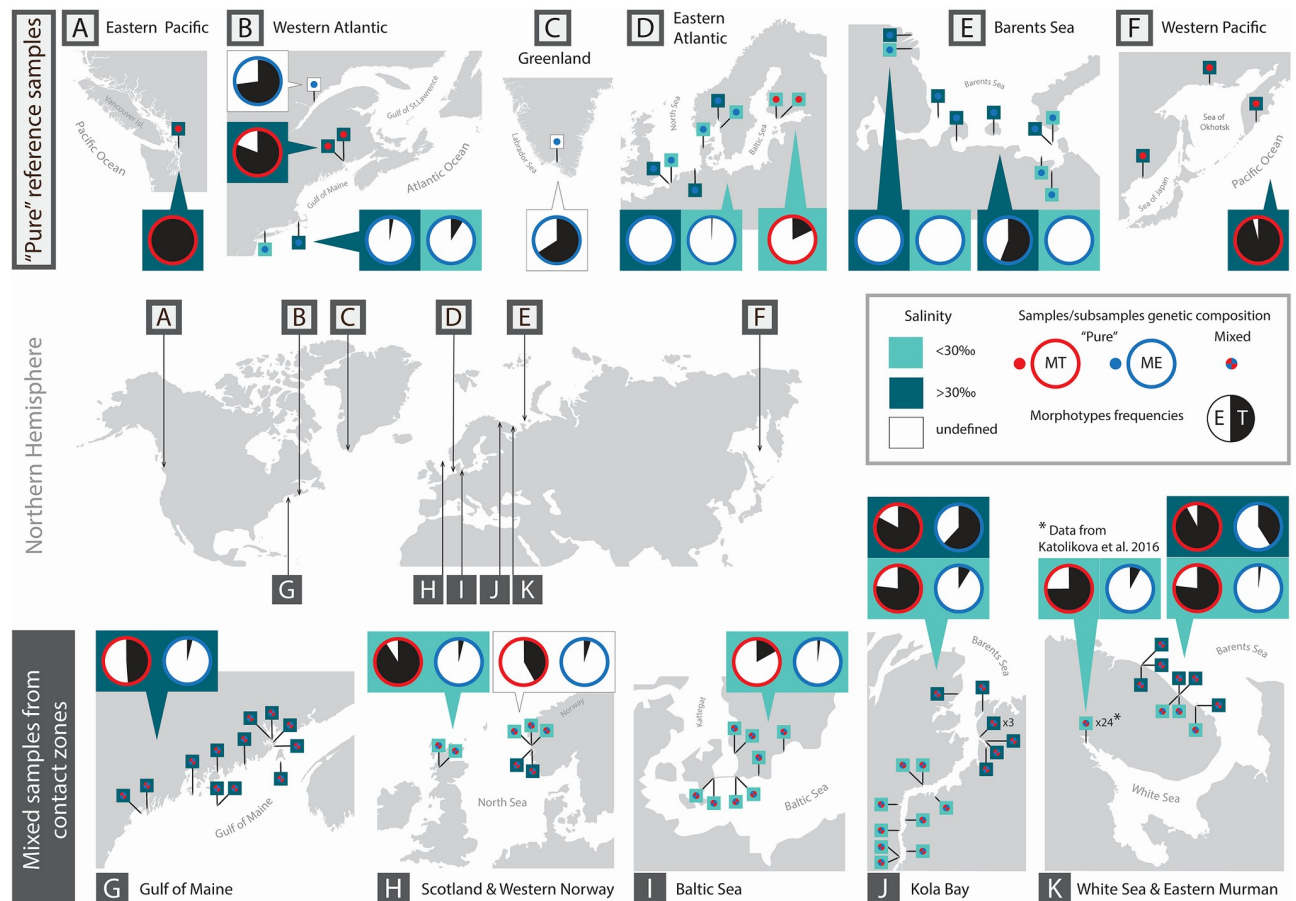 "Pure" reference samples
A Eastern Pacific
Vancouver Isl.
Pacific Ocean
B Western Atlantic
Gulf of St.Lawrence
Gulf of Maine
Atlantic Ocean
C
Greenland
Labrador Sea
D Eastern
Atlantic
North Sea
Baltic Sea
E Barents Sea
Barents Sea
F Western Pacific
Sea of
Okhotsk
Sea of Japan
Pacific Ocean
Northern Hemisphere
A
B
C
D
E
F
G
H
I
J
K
Salinity
<30‰
>30‰
undefined
Samples/subsamples genetic composition
"Pure"
Mixed
MT
ME
Morphotypes frequencies
E T
Mixed samples from
contact zones
Gulf of Maine
G Gulf of Maine
Norway
North Sea
H Scotland & Western Norway
Kattegat
Baltic Sea
I Baltic Sea
Barents Sea
x3
J Kola Bay
* Data from
Katolikova et al. 2016
Barents Sea
x24*
White Sea
K White Sea & Eastern Murman